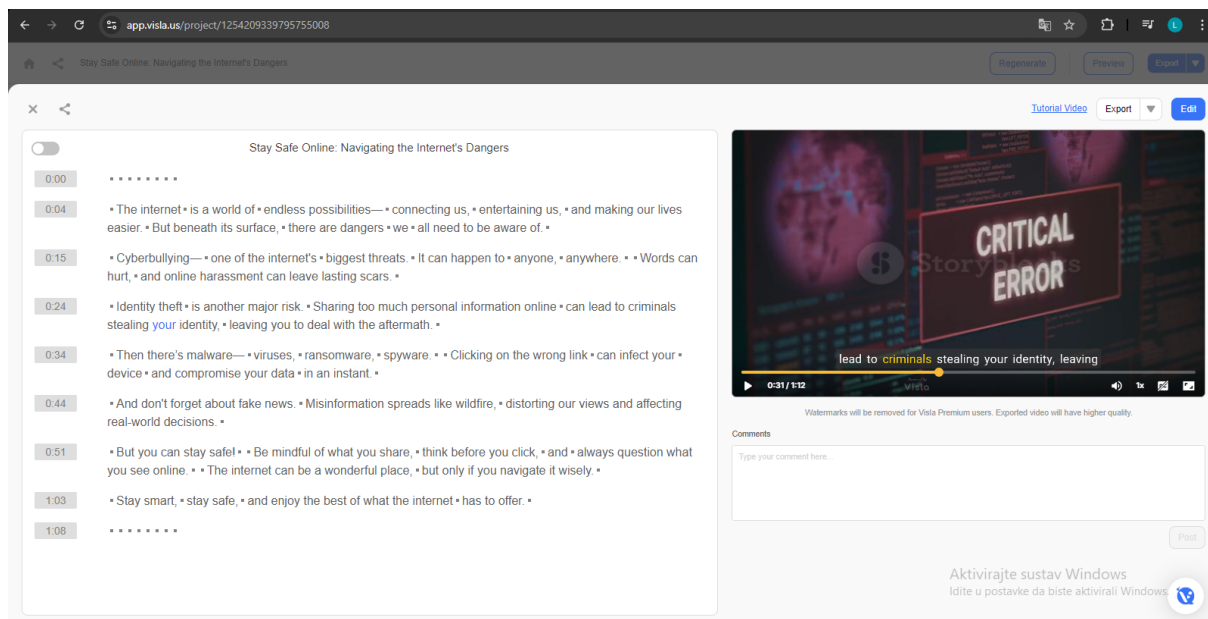 app.visla.us/project/1254209339795755008
L
Stay Safe Online: Navigating the Internet's Dangers
Regenerate
Preview
Export
Tutorial Video
Export
Edit
Stay Safe Online: Navigating the Internet's Dangers
0:00
▪ ▪ ▪ ▪ ▪ ▪ ▪ ▪
0:04
▪ The internet ▪ is a world of ▪ endless possibilities— ▪ connecting us, ▪ entertaining us, ▪ and making our lives
easier. ▪ But beneath its surface, ▪ there are dangers ▪ we ▪ all need to be aware of. ▪
0:15
▪ Cyberbullying— ▪ one of the internet's ▪ biggest threats. ▪ It can happen to ▪ anyone, ▪ anywhere. ▪ ▪ Words can
hurt, ▪ and online harassment can leave lasting scars. ▪
0:24
▪ Identity theft ▪ is another major risk. ▪ Sharing too much personal information online ▪ can lead to criminals
stealing your identity, ▪ leaving you to deal with the aftermath. ▪
0:34
▪ Then there's malware— ▪ viruses, ▪ ransomware, ▪ spyware. ▪ ▪ Clicking on the wrong link ▪ can infect your ▪
device ▪ and compromise your data ▪ in an instant. ▪
0:44
▪ And don't forget about fake news. ▪ Misinformation spreads like wildfire, ▪ distorting our views and affecting
real-world decisions. ▪
0:51
▪ But you can stay safe! ▪ ▪ Be mindful of what you share, ▪ think before you click, ▪ and ▪ always question what
you see online. ▪ ▪ The internet can be a wonderful place, ▪ but only if you navigate it wisely. ▪
1:03
▪ Stay smart, ▪ stay safe, ▪ and enjoy the best of what the internet ▪ has to offer. ▪
1:08
▪ ▪ ▪ ▪ ▪ ▪ ▪ ▪
CRITICAL
ERROR
Storyblocks
lead to criminals stealing your identity, leaving
0:31 / 1:12
Visla
1x
Watermarks will be removed for Visla Premium users. Exported video will have higher quality.
Comments
Type your comment here...
Post
Aktivirajte sustav Windows
Idite u postavke da biste aktivirali Windows.